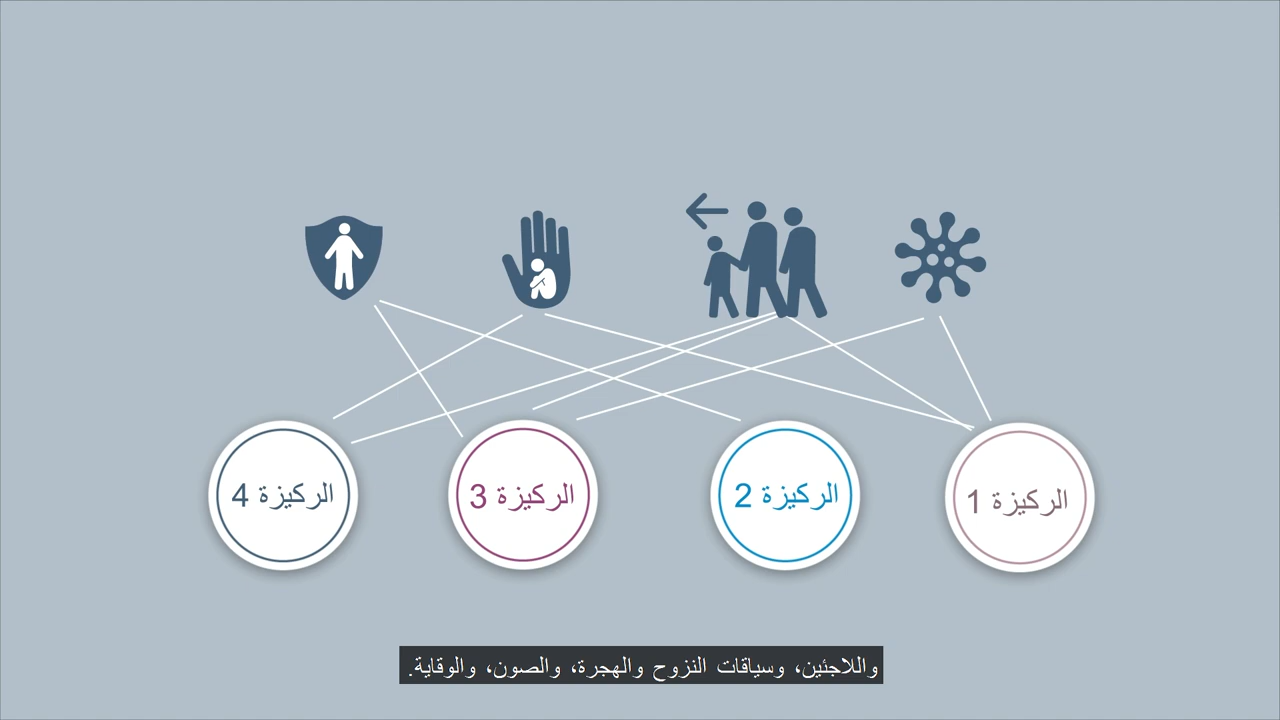 الركيزة 1
الركيزة 2
الركيزة 3
الركيزة 4
واللاجئين، وسياقات النزوح والهجرة، والصون، والوقاية.